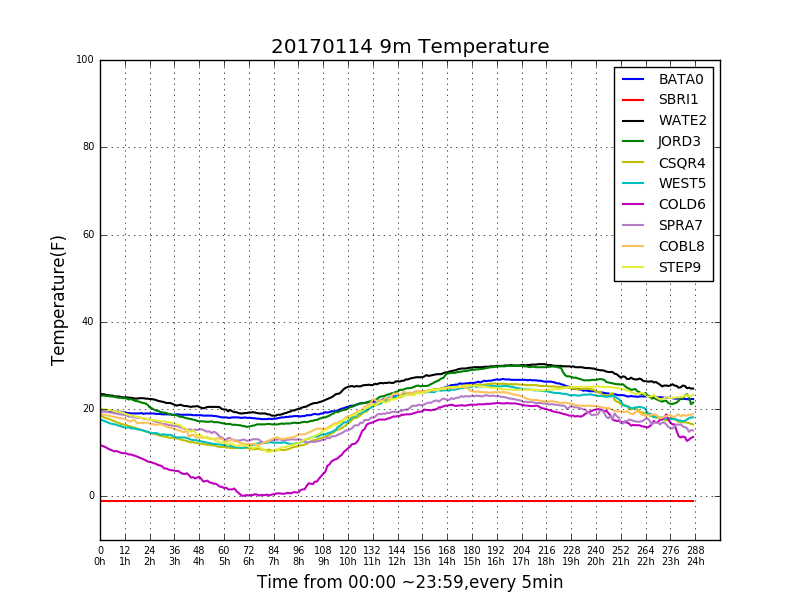 20170114 9m Temperature
BATA0
SBRI1
WATE2
JORD3
CSQR4
WEST5
COLD6
SPRA7
COBL8
STEP9
Temperature(F)
100
80
60
40
20
0
0 12 24 36 48 60 72 84 96 108 120 132 144 156 168 180 192 204 216 228 240 252 264 276 288
0h 1h 2h 3h 4h 5h 6h 7h 8h 9h 10h 11h 12h 13h 14h 15h 16h 17h 18h 19h 20h 21h 22h 23h 24h
Time from 00:00 ~23:59,every 5min